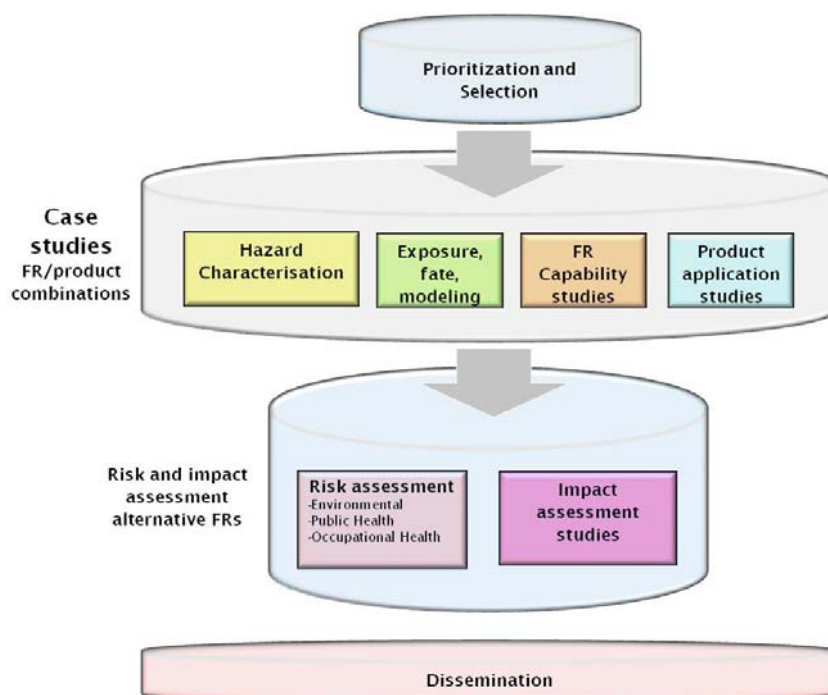 Prioritization and
Selection
Case
studies
FR/product
combinations
Hazard
Characterisation
Exposure,
fate,
modeling
FR
Capability
studies
Product
application
studies
Risk and impact
assessment
alternative FRs
Risk assessment
-Environmental
-Public Health
-Occupational Health
Impact
assessment
studies
Dissemination